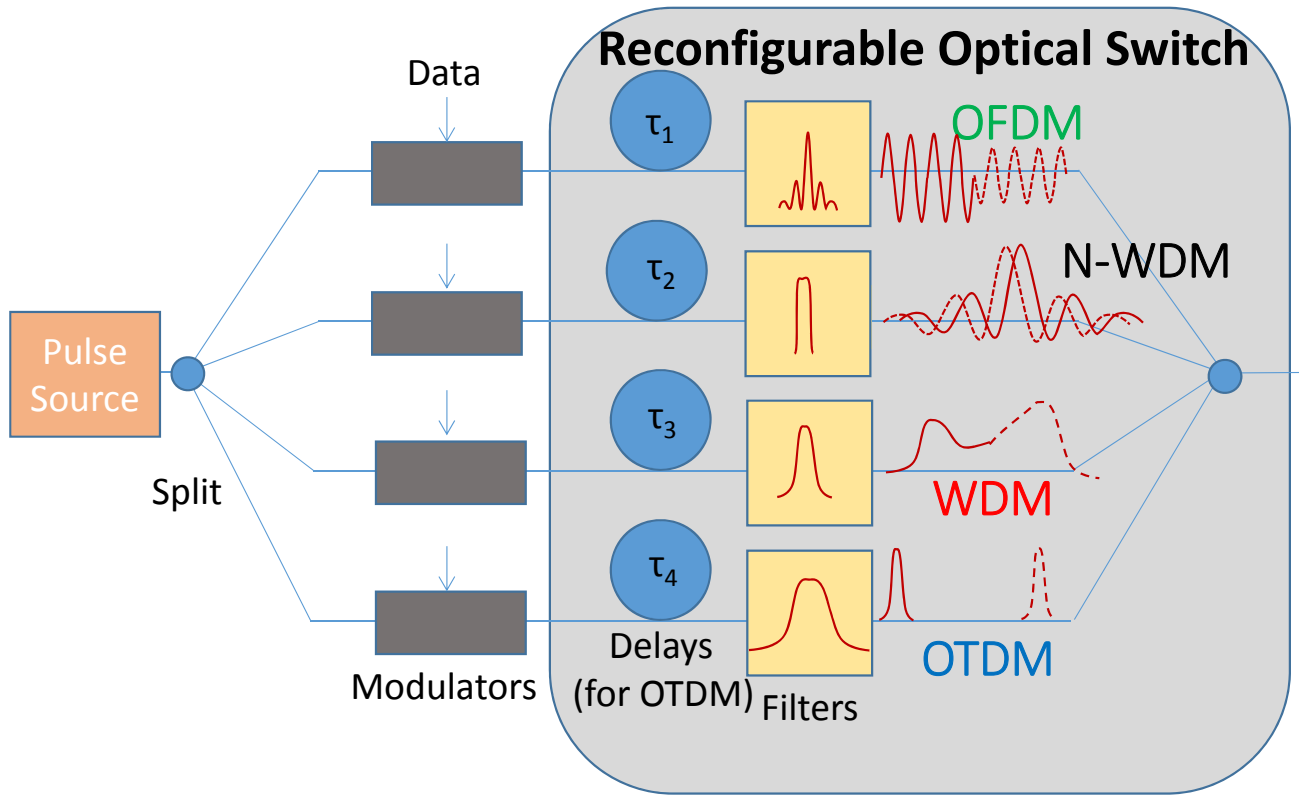 Reconfigurable Optical Switch
Data
τ1
OFDM
τ2
N-WDM
Pulse
Source
τ3
Split
WDM
τ4
Delays
(for OTDM)
OTDM
Modulators
Filters